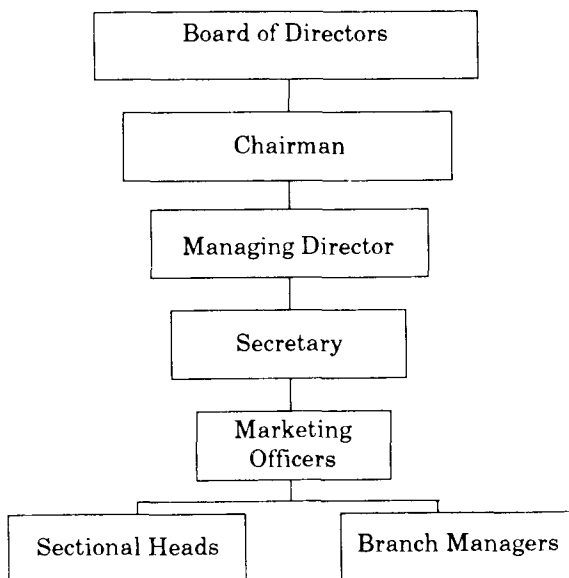 Board of Directors
Chairman
Managing Director
Secretary
Marketing
Officers
Sectional Heads
Branch Managers